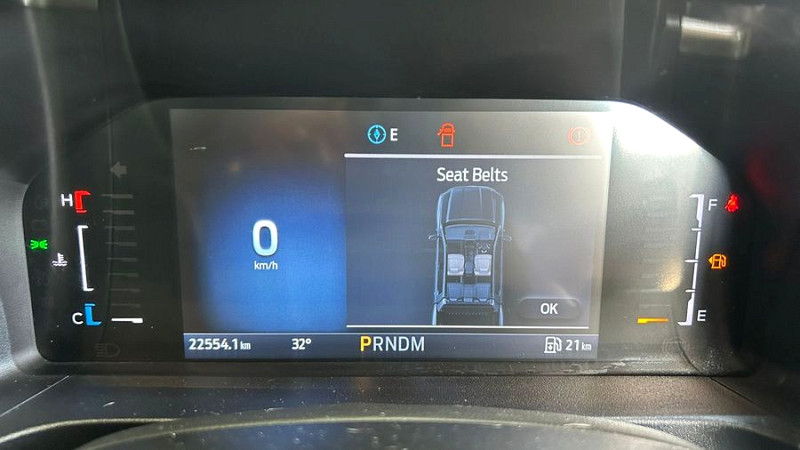 E
Seat Belts
H
F
0
km/h
C
E
OK
22554.1 km 32° PRNDM 21 km